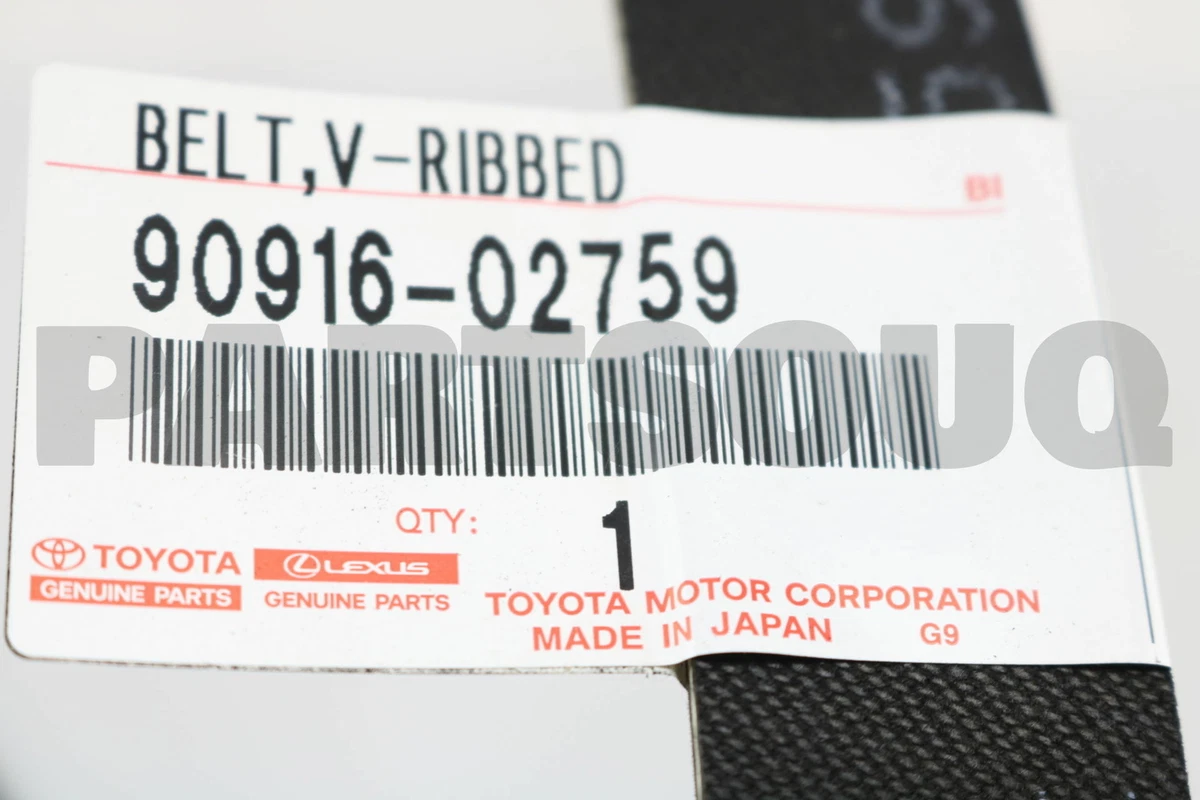 BELT,V-RIBBED
BI
90916-02759
PARTSOUQ
QTY: 1
TOYOTA LEXUS
GENUINE PARTS GENUINE PARTS
TOYOTA MOTOR CORPORATION
MADE IN JAPAN G9